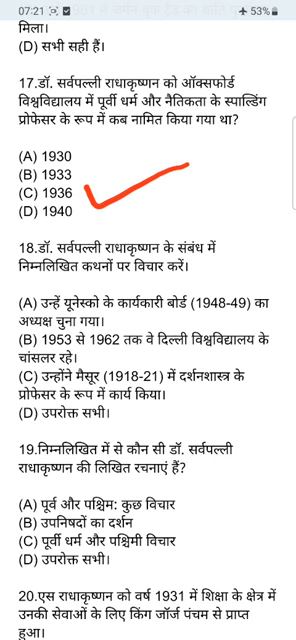 07:21 53%
मिला।
(D) सभी सही हैं।
17.डॉ. सर्वपल्ली राधाकृष्णन को ऑक्सफोर्ड
विश्वविद्यालय में पूर्वी धर्म और नैतिकता के स्पाल्डिंग
प्रोफेसर के रूप में कब नामित किया गया था?
(A) 1930
(B) 1933
(C) 1936
(D) 1940
18.डॉ. सर्वपल्ली राधाकृष्णन के संबंध में
निम्नलिखित कथनों पर विचार करें।
(A) उन्हें यूनेस्को के कार्यकारी बोर्ड (1948-49) का
अध्यक्ष चुना गया।
(B) 1953 से 1962 तक वे दिल्ली विश्वविद्यालय के
चांसलर रहे।
(C) उन्होंने मैसूर (1918-21) में दर्शनशास्त्र के
प्रोफेसर के रूप में कार्य किया।
(D) उपरोक्त सभी।
19.निम्नलिखित में से कौन सी डॉ. सर्वपल्ली
राधाकृष्णन की लिखित रचनाएं हैं?
(A) पूर्व और पश्चिम: कुछ विचार
(B) उपनिषदों का दर्शन
(C) पूर्वी धर्म और पश्चिमी विचार
(D) उपरोक्त सभी।
20.एस राधाकृष्णन को वर्ष 1931 में शिक्षा के क्षेत्र में
उनकी सेवाओं के लिए किंग जॉर्ज पंचम से प्राप्त
हुआ।